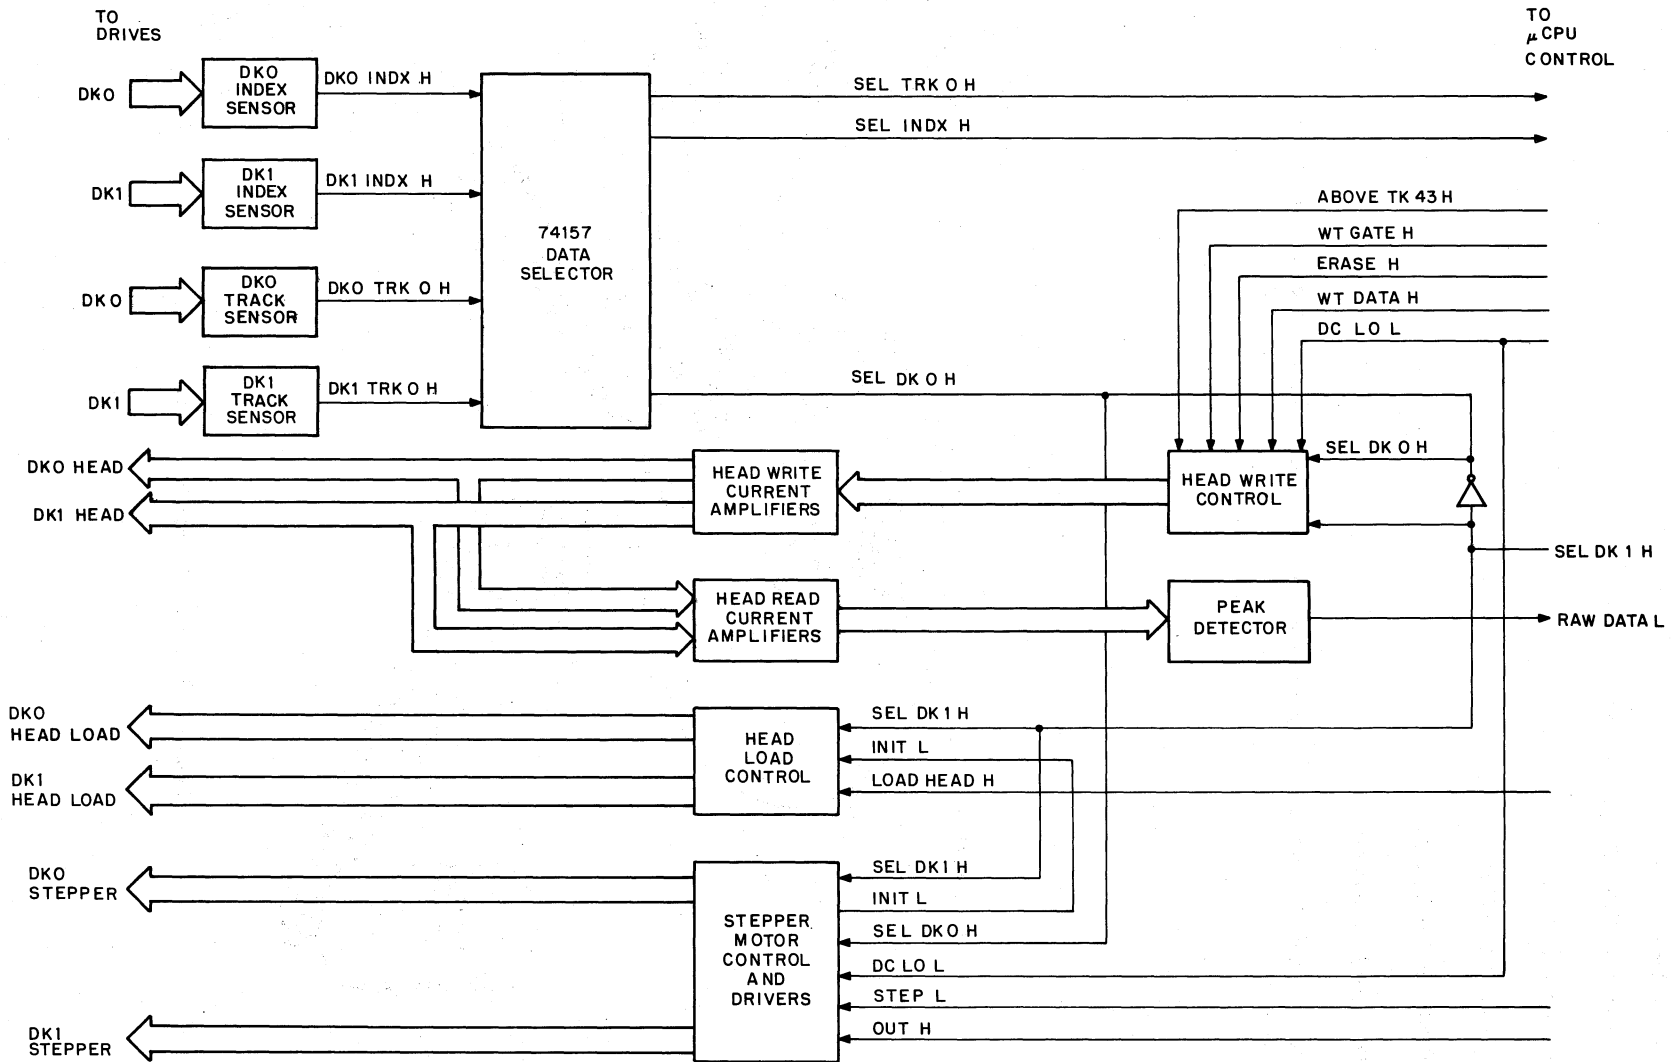 TO
DRIVES
TO
µCPU
CONTROL
DK0
DK0
INDEX
SENSOR
DK0 INDX H
SEL TRK 0 H
SEL INDX H
DK1
DK1
INDEX
SENSOR
DK1 INDX H
74157
DATA
SELECTOR
ABOVE TK 43 H
WT GATE H
ERASE H
WT DATA H
DC LO L
DK0
DK0
TRACK
SENSOR
DK0 TRK 0 H
DK1
DK1
TRACK
SENSOR
DK1 TRK 0 H
SEL DK 0 H
SEL DK 0 H
DK0 HEAD
DK1 HEAD
HEAD WRITE
CURRENT
AMPLIFIERS
HEAD WRITE
CONTROL
SEL DK 1 H
HEAD READ
CURRENT
AMPLIFIERS
PEAK
DETECTOR
RAW DATA L
DK0
HEAD LOAD
DK1
HEAD LOAD
HEAD
LOAD
CONTROL
SEL DK1 H
INIT L
LOAD HEAD H
DK0
STEPPER
DK1
STEPPER
STEPPER
MOTOR
CONTROL
AND
DRIVERS
SEL DK1 H
INIT L
SEL DK0 H
DC LO L
STEP L
OUT H